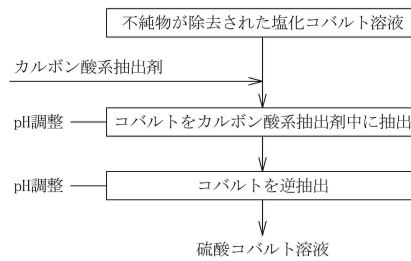 不純物が除去された塩化コバルト溶液
カルボン酸系抽出剤
pH調整
コバルトをカルボン酸系抽出剤中に抽出
pH調整
コバルトを逆抽出
硫酸コバルト溶液